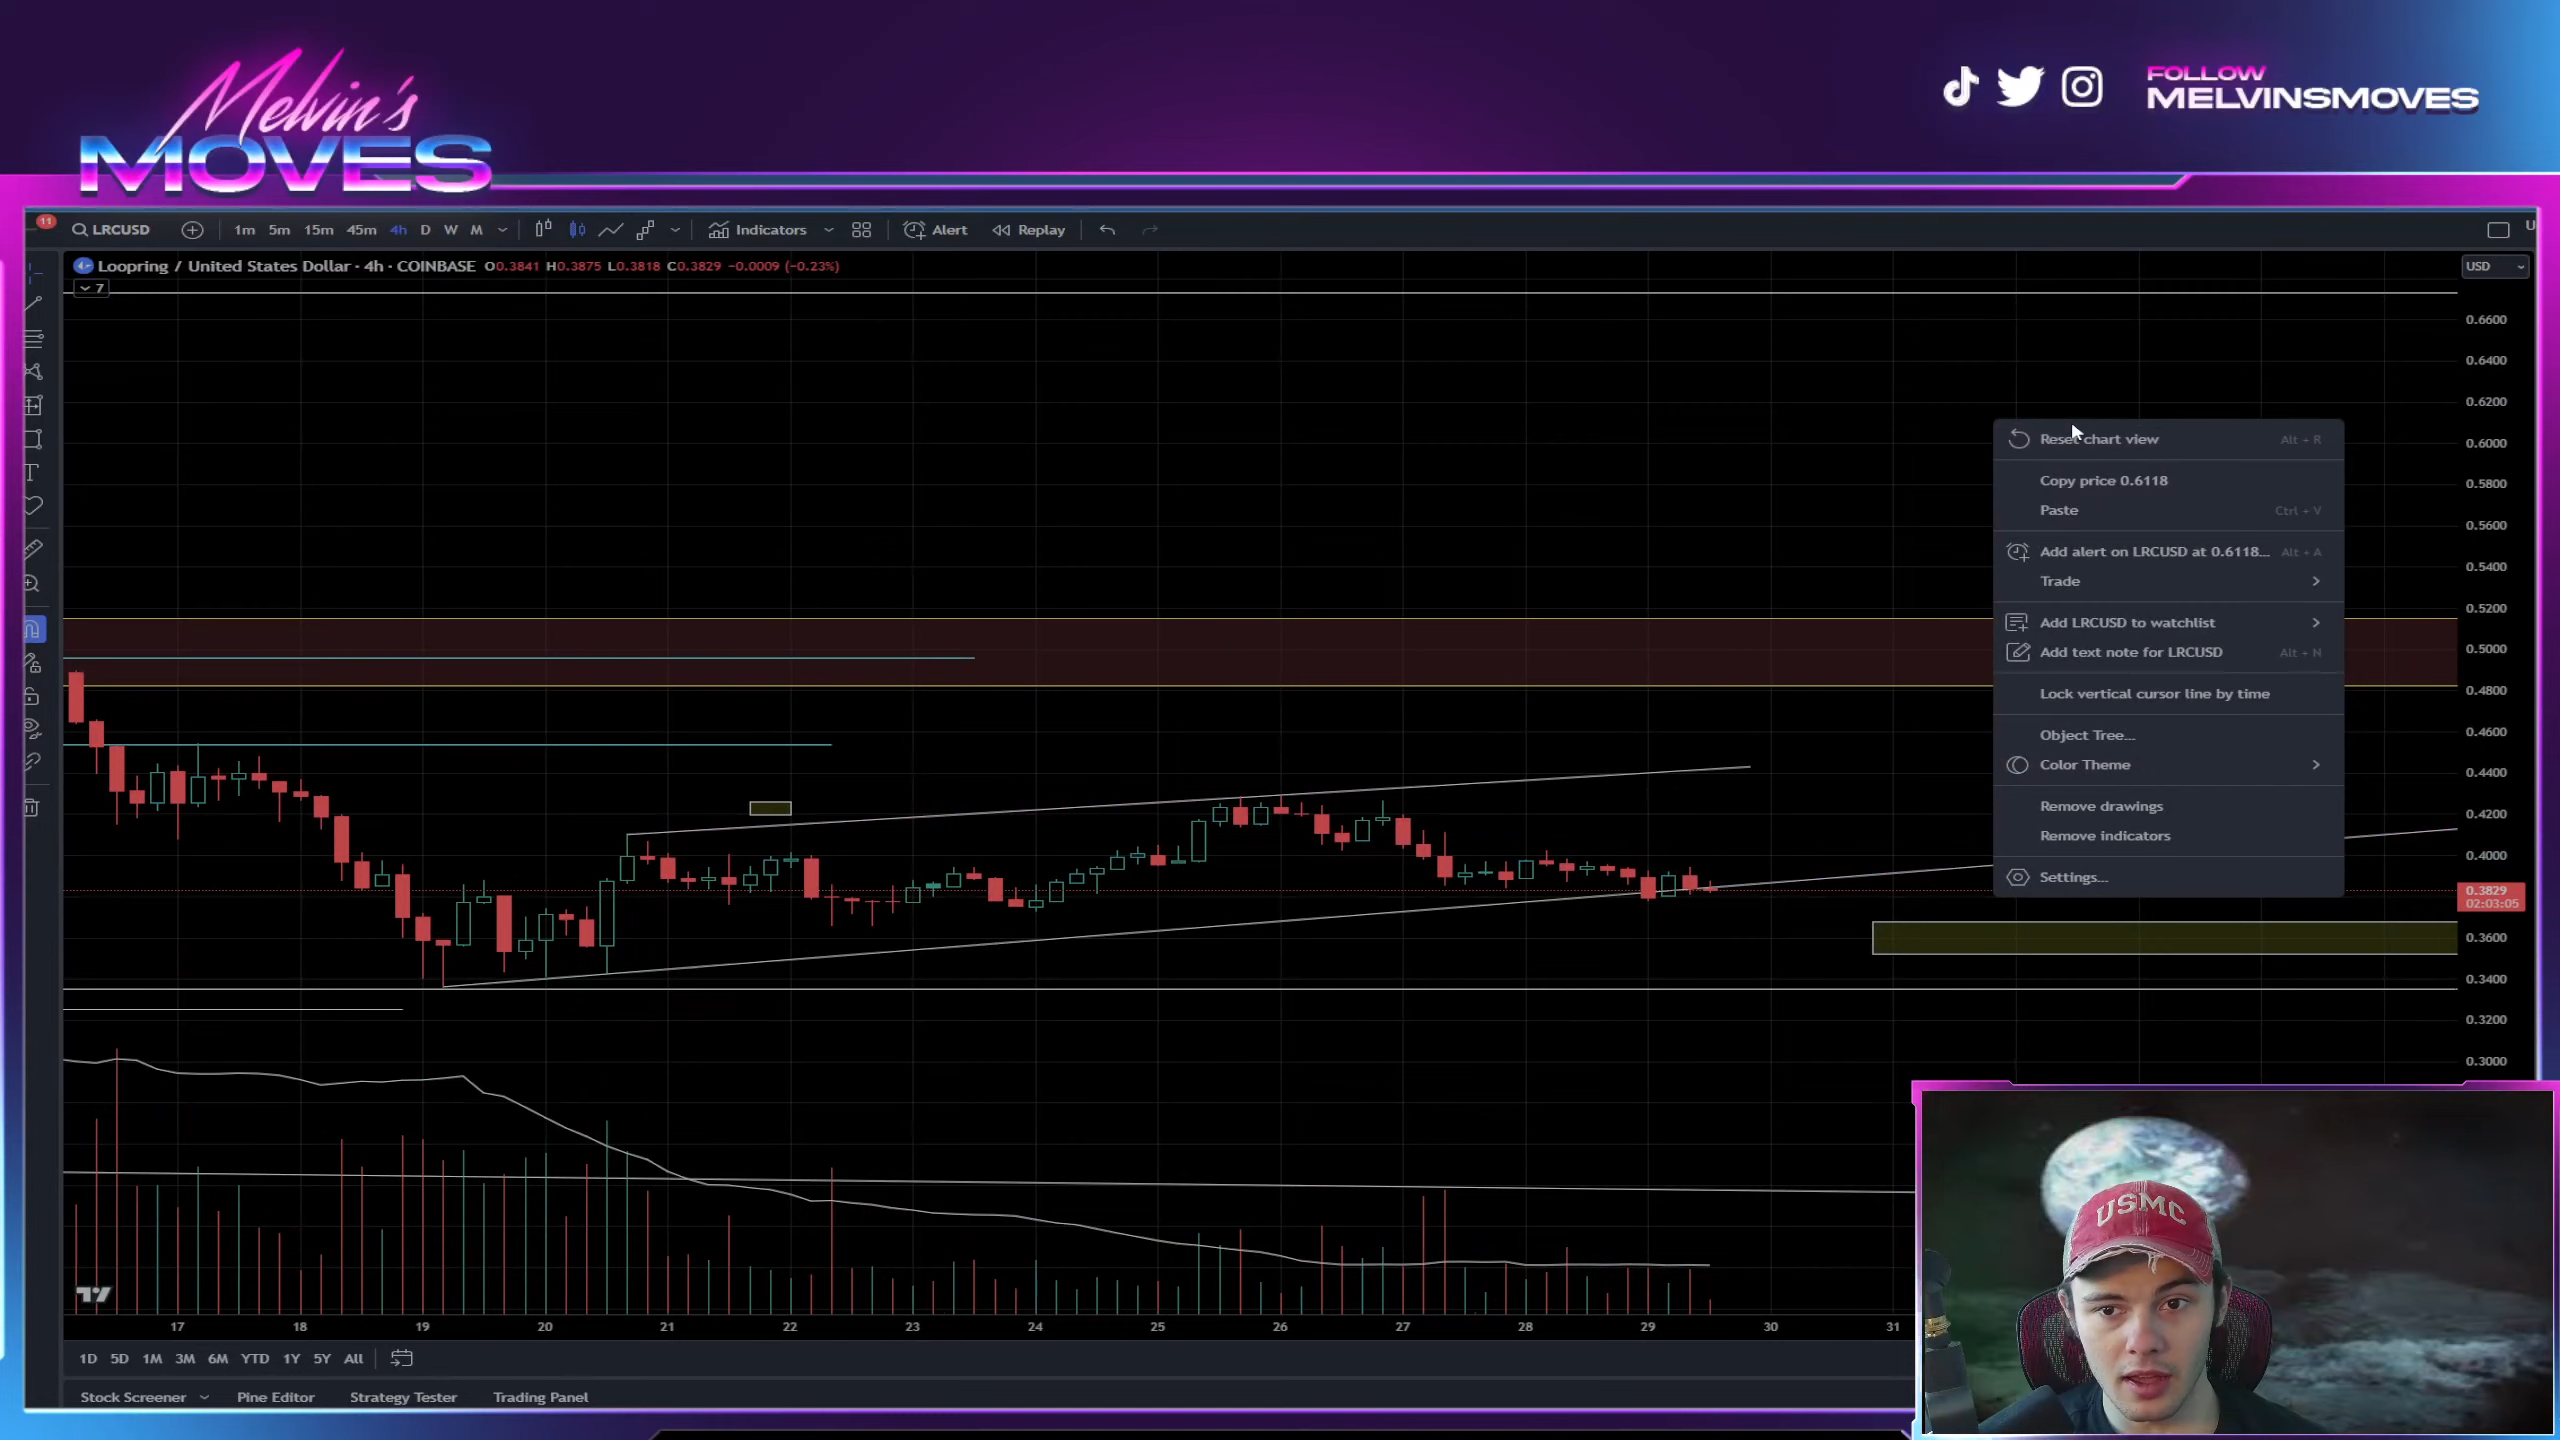 Melvin's
MOVES
FOLLOW
MELVINSMOVES
11
LRCUSD
1m 5m 15m 45m 4h D W M
Indicators
Alert
Replay
U
Loopring / United States Dollar · 4h · COINBASE O0.3841 H0.3875 L0.3818 C0.3829 −0.0009 (−0.23%)
7
USD
0.6600
0.6400
0.6200
0.6000
0.5800
0.5600
0.5400
0.5200
0.5000
0.4800
0.4600
0.4400
0.4200
0.4000
0.3829
02:03:05
0.3600
0.3400
0.3200
0.3000
Reset chart view Alt + R
Copy price 0.6118
Paste Ctrl + V
Add alert on LRCUSD at 0.6118... Alt + A
Trade
Add LRCUSD to watchlist
Add text note for LRCUSD Alt + N
Lock vertical cursor line by time
Object Tree...
Color Theme
Remove drawings
Remove indicators
Settings...
17 18 19 20 21 22 23 24 25 26 27 28 29 30 31
1D 5D 1M 3M 6M YTD 1Y 5Y All
Stock Screener Pine Editor Strategy Tester Trading Panel
USMC